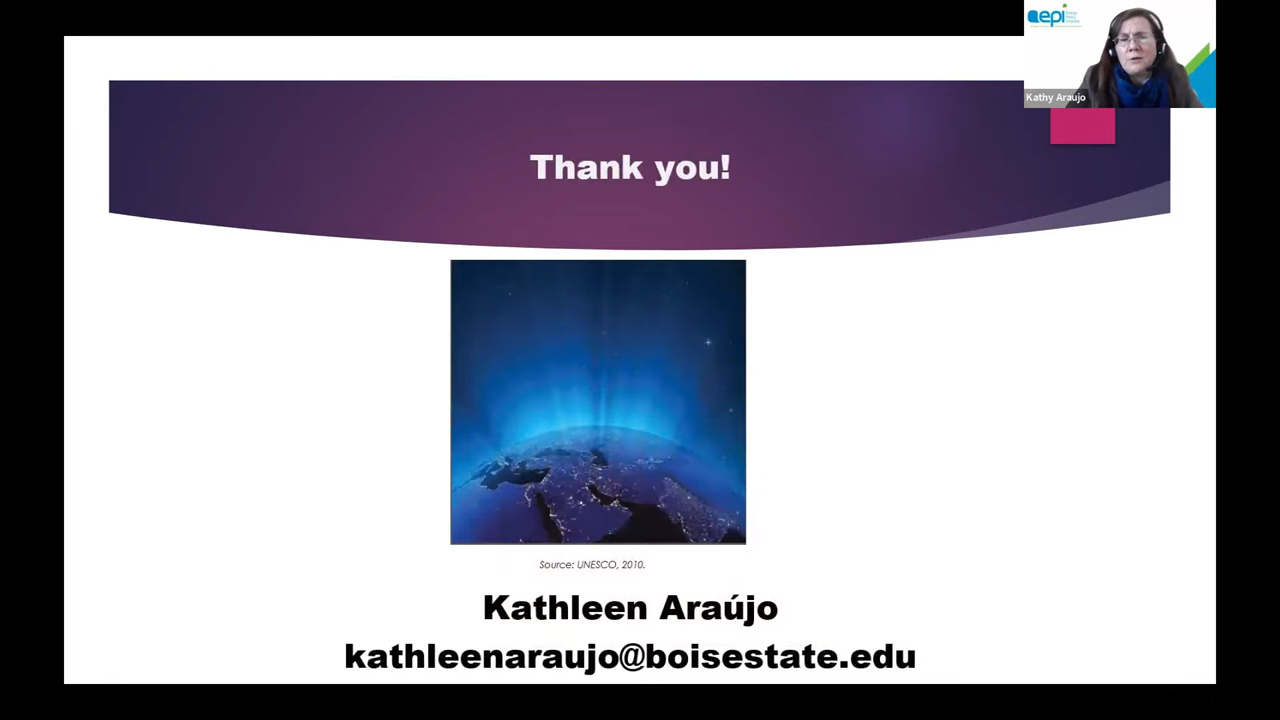 epi
Kathy Araujo
Thank you!
Source: UNESCO, 2010.
Kathleen Araújo
kathleenaraujo@boisestate.edu